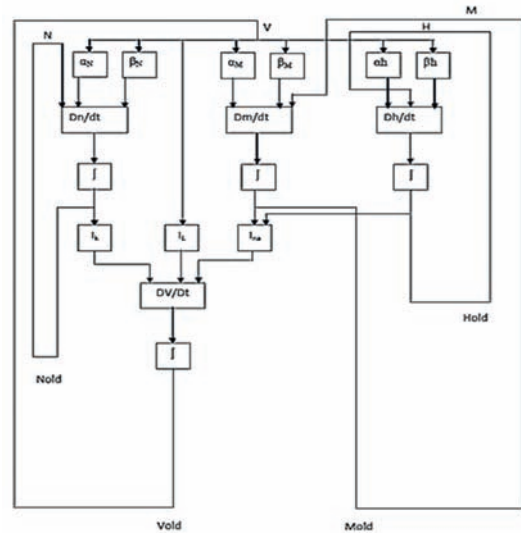 M
V
H
N
αN βN αM βM αh βh
Dn/dt Dm/dt Dh/dt
∫ ∫ ∫
Ik IL Ina
DV/Dt
Hold
∫
Nold
Vold Mold